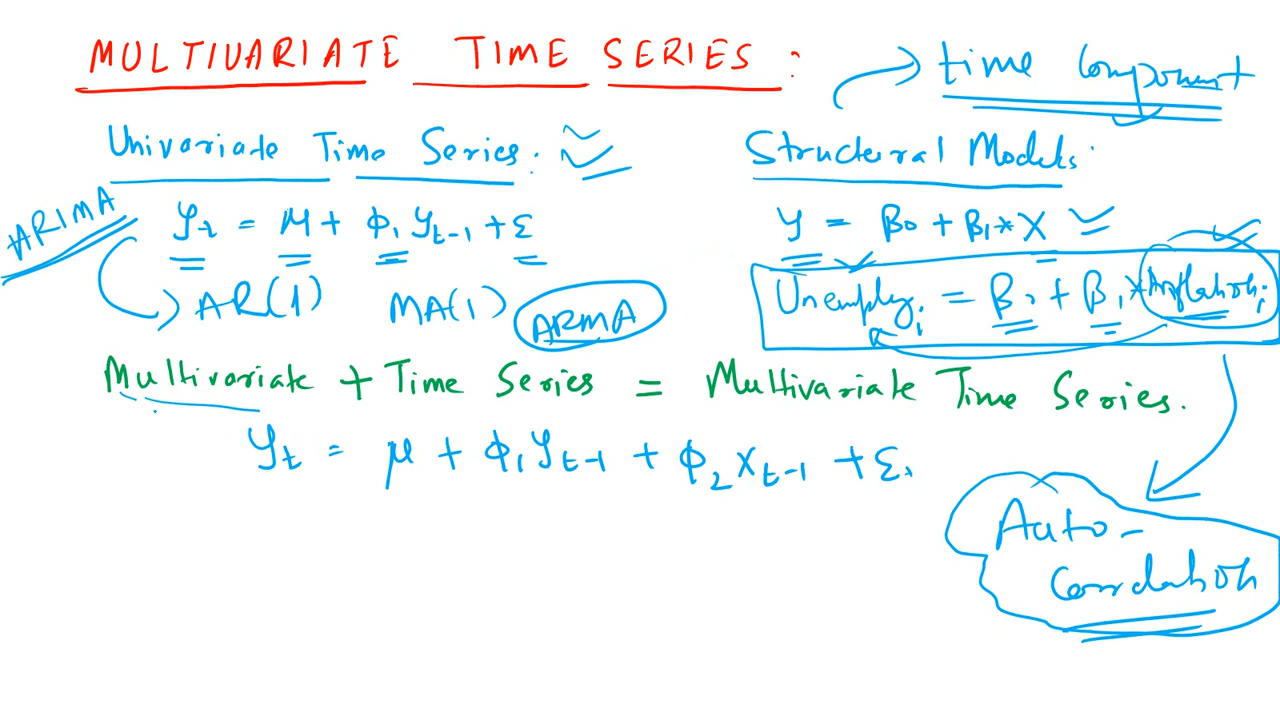 MULTIVARIATE TIME SERIES :
time component
Univariate Time Series :
Structural Models :
ARIMA
Yt = μ + ϕ1 Yt-1 + ε
Y = β0 + β1 * X
AR(1) MA(1) ARMA
Unemplyi = β0 + β1 * Inflationi
Multivariate + Time Series = Multivariate Time Series.
Yt = μ + ϕ1 Yt-1 + ϕ2 Xt-1 + ε.
Auto-
Correlation